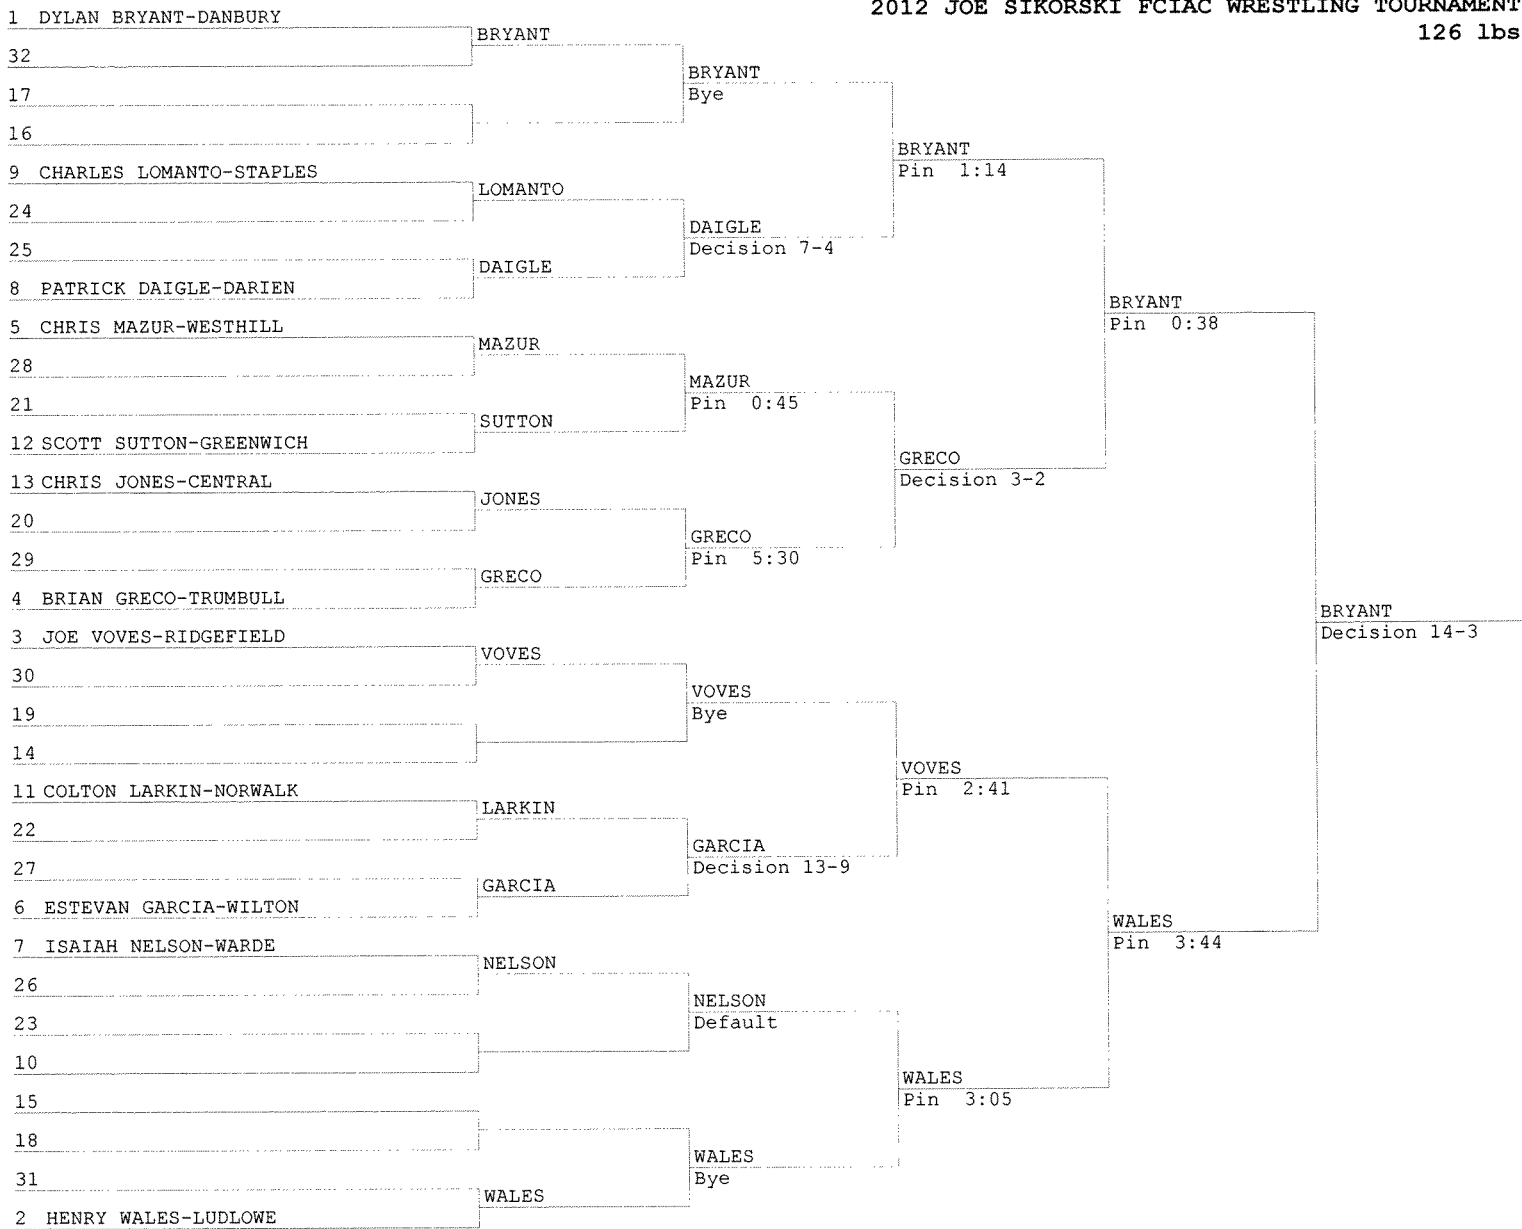 2012 JOE SIKORSKI FCIAC WRESTLING TOURNAMENT
126 lbs
1 DYLAN BRYANT-DANBURY
BRYANT
32
BRYANT
Bye
17
16
BRYANT
Pin 1:14
9 CHARLES LOMANTO-STAPLES
LOMANTO
24
DAIGLE
Decision 7-4
25
DAIGLE
8 PATRICK DAIGLE-DARIEN
BRYANT
Pin 0:38
5 CHRIS MAZUR-WESTHILL
MAZUR
28
MAZUR
Pin 0:45
21
SUTTON
12 SCOTT SUTTON-GREENWICH
GRECO
Decision 3-2
13 CHRIS JONES-CENTRAL
JONES
20
GRECO
Pin 5:30
29
GRECO
4 BRIAN GRECO-TRUMBULL
BRYANT
Decision 14-3
3 JOE VOVES-RIDGEFIELD
VOVES
30
VOVES
Bye
19
14
VOVES
Pin 2:41
11 COLTON LARKIN-NORWALK
LARKIN
22
GARCIA
Decision 13-9
27
GARCIA
6 ESTEVAN GARCIA-WILTON
WALES
Pin 3:44
7 ISAIAH NELSON-WARDE
NELSON
26
NELSON
Default
23
10
WALES
Pin 3:05
15
18
WALES
Bye
31
WALES
2 HENRY WALES-LUDLOWE